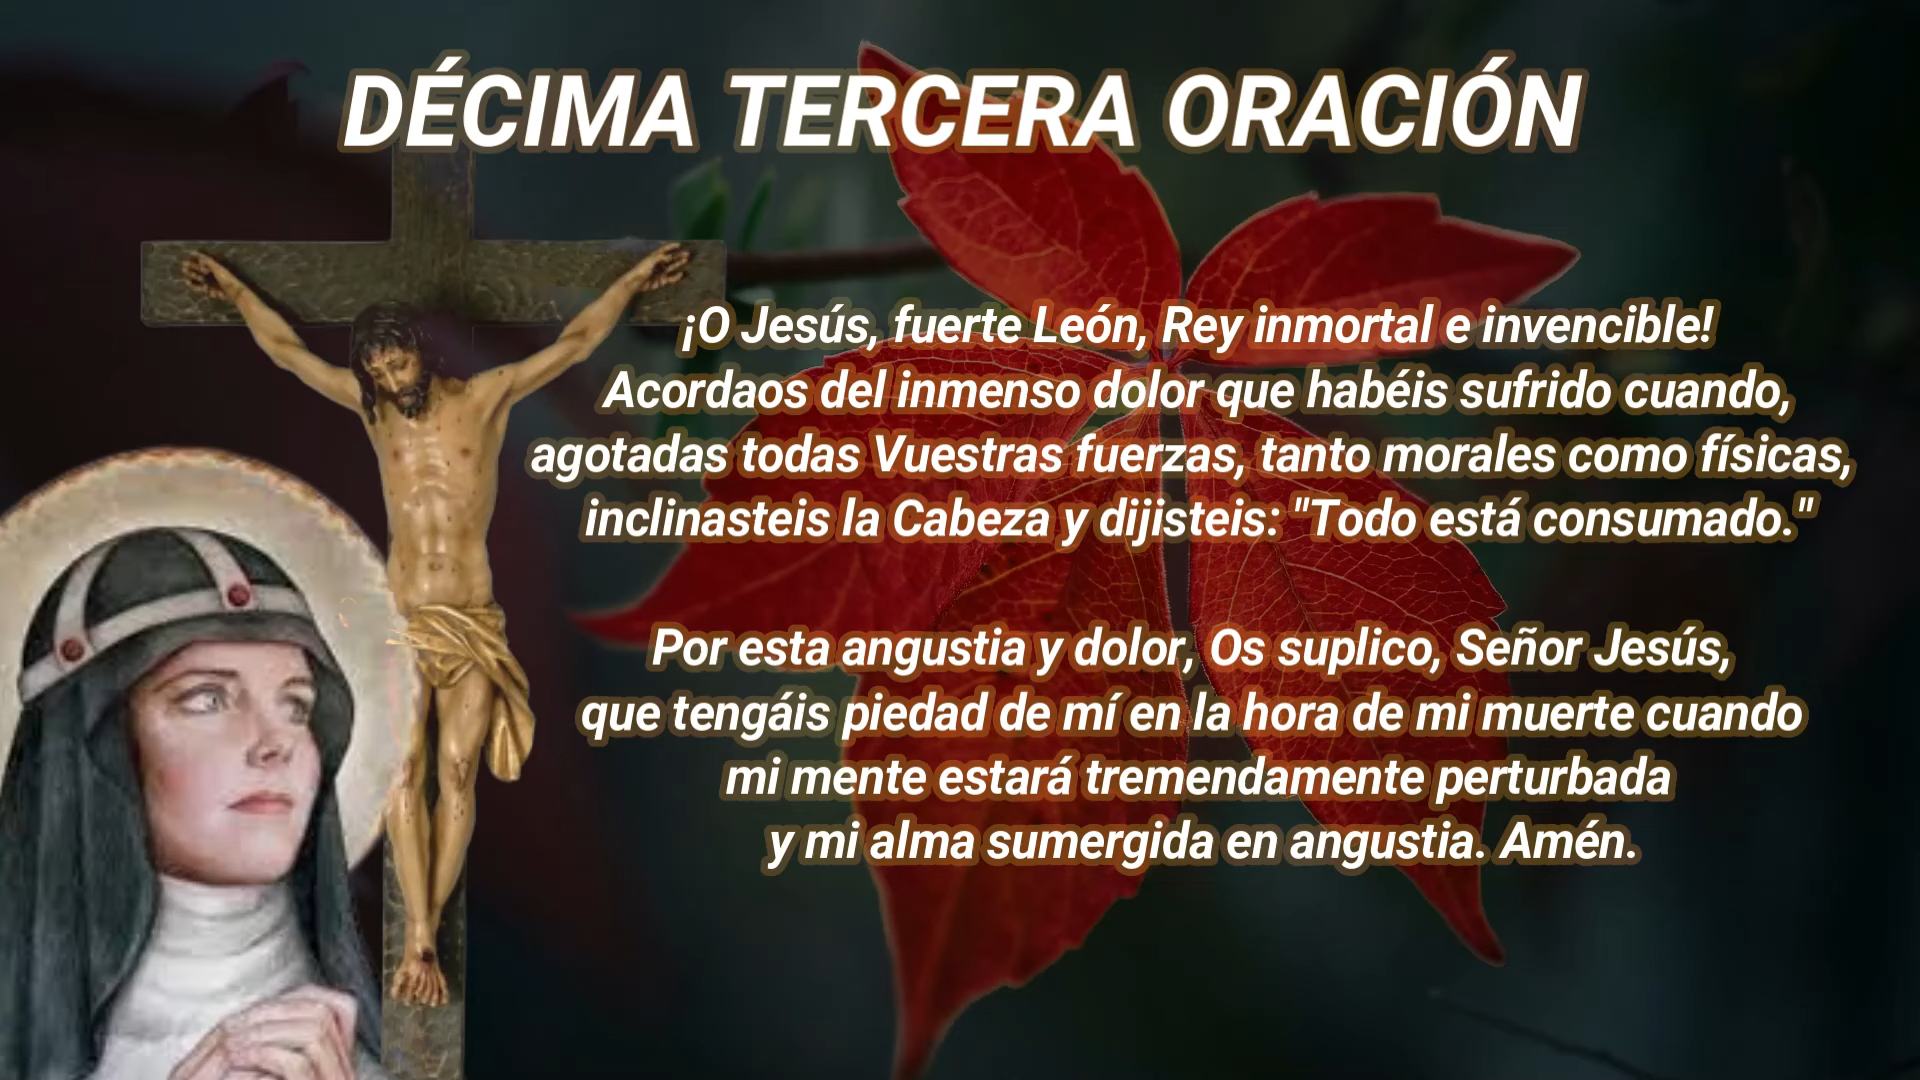 DÉCIMA TERCERA ORACIÓN
¡O Jesús, fuerte León, Rey inmortal e invencible!
Acordaos del inmenso dolor que habéis sufrido cuando,
agotadas todas Vuestras fuerzas, tanto morales como físicas,
inclinasteis la Cabeza y dijisteis: "Todo está consumado."
Por esta angustia y dolor, Os suplico, Señor Jesús,
que tengáis piedad de mí en la hora de mi muerte cuando
mi mente estará tremendamente perturbada
y mi alma sumergida en angustia. Amén.